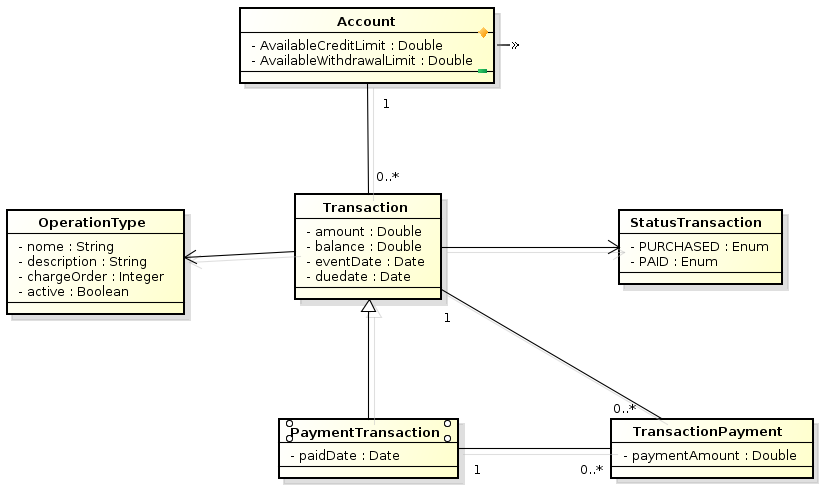 Account
- AvailableCreditLimit : Double
- AvailableWithdrawalLimit : Double
1
0..*
Transaction
- amount : Double
- balance : Double
- eventDate : Date
- duedate : Date
OperationType
- nome : String
- description : String
- chargeOrder : Integer
- active : Boolean
StatusTransaction
- PURCHASED : Enum
- PAID : Enum
1
0..*
PaymentTransaction
- paidDate : Date
TransactionPayment
- paymentAmount : Double
1
0..*